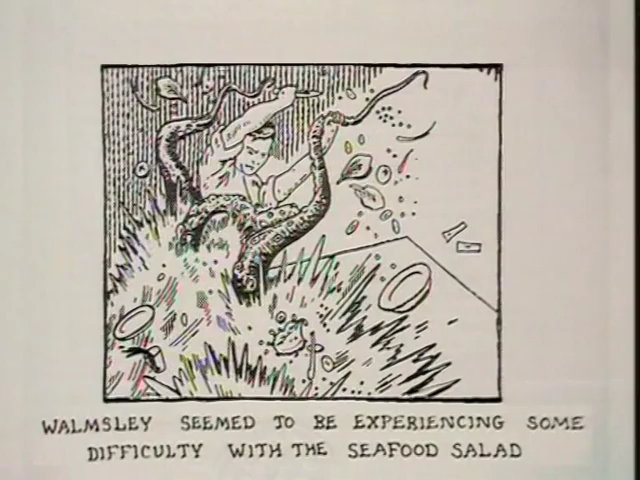 WALMSLEY SEEMED TO BE EXPERIENCING SOME
DIFFICULTY WITH THE SEAFOOD SALAD